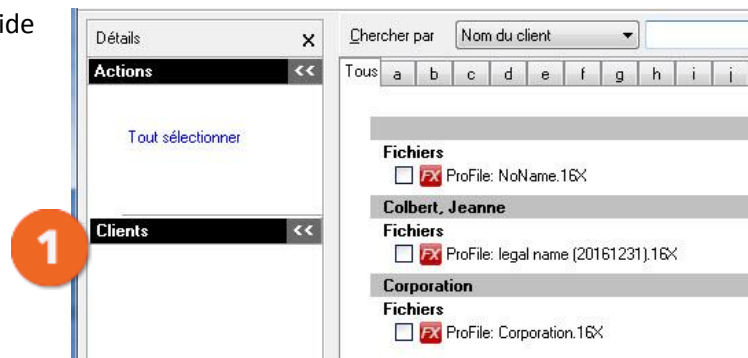 ide
Détails X
Actions <<
Tout sélectionner
1
Clients <<
Chercher par Nom du client
Tous a b c d e f g h i j
Fichiers
FX ProFile: NoName.16X
Colbert, Jeanne
Fichiers
FX ProFile: legal name (20161231).16X
Corporation
Fichiers
FX ProFile: Corporation.16X